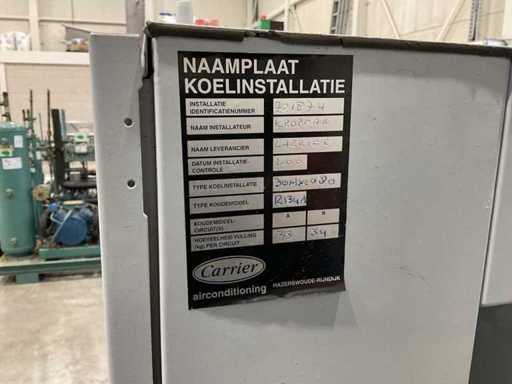 NAAMPLAAT
KOELINSTALLATIE
INSTALLATIE
IDENTIFICATIENUMMER
NAAM INSTALLATEUR
NAAM LEVERANCIER CARRIER
DATUM INSTALLATIE-
CONTROLE
TYPE KOELINSTALLATIE
TYPE KOUDEMIDDEL R134A
KOUDEMIDDEL- A B
CIRCUIT(S)
HOEVEELHEID VULLING
(kg) PER CIRCUIT
Carrier
airconditioning HAZERSWOUDE-RIJNDIJK